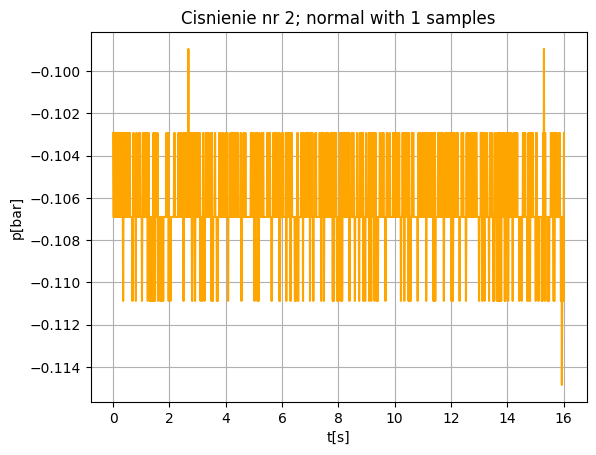 Cisnienie nr 2; normal with 1 samples
p[bar]
−0.100
−0.102
−0.104
−0.106
−0.108
−0.110
−0.112
−0.114
0 2 4 6 8 10 12 14 16
t[s]